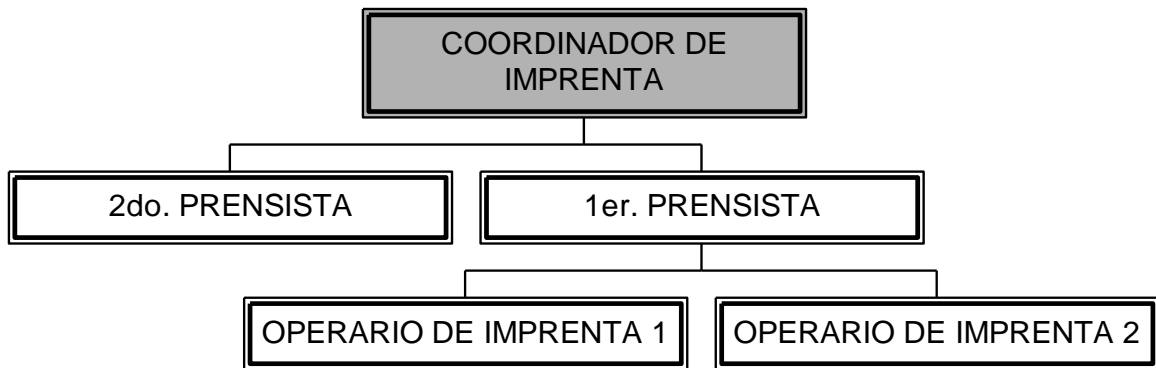 COORDINADOR DE
IMPRENTA
2do. PRENSISTA
1er. PRENSISTA
OPERARIO DE IMPRENTA 1
OPERARIO DE IMPRENTA 2